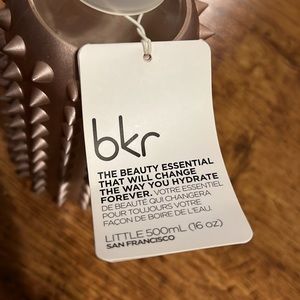 bkr
THE BEAUTY ESSENTIAL
THAT WILL CHANGE
THE WAY YOU HYDRATE
FOREVER. VOTRE ESSENTIEL
DE BEAUTÉ QUI CHANGERA
POUR TOUJOURS VOTRE
FAÇON DE BOIRE DE L'EAU.
LITTLE 500mL (16 oz)
SAN FRANCISCO